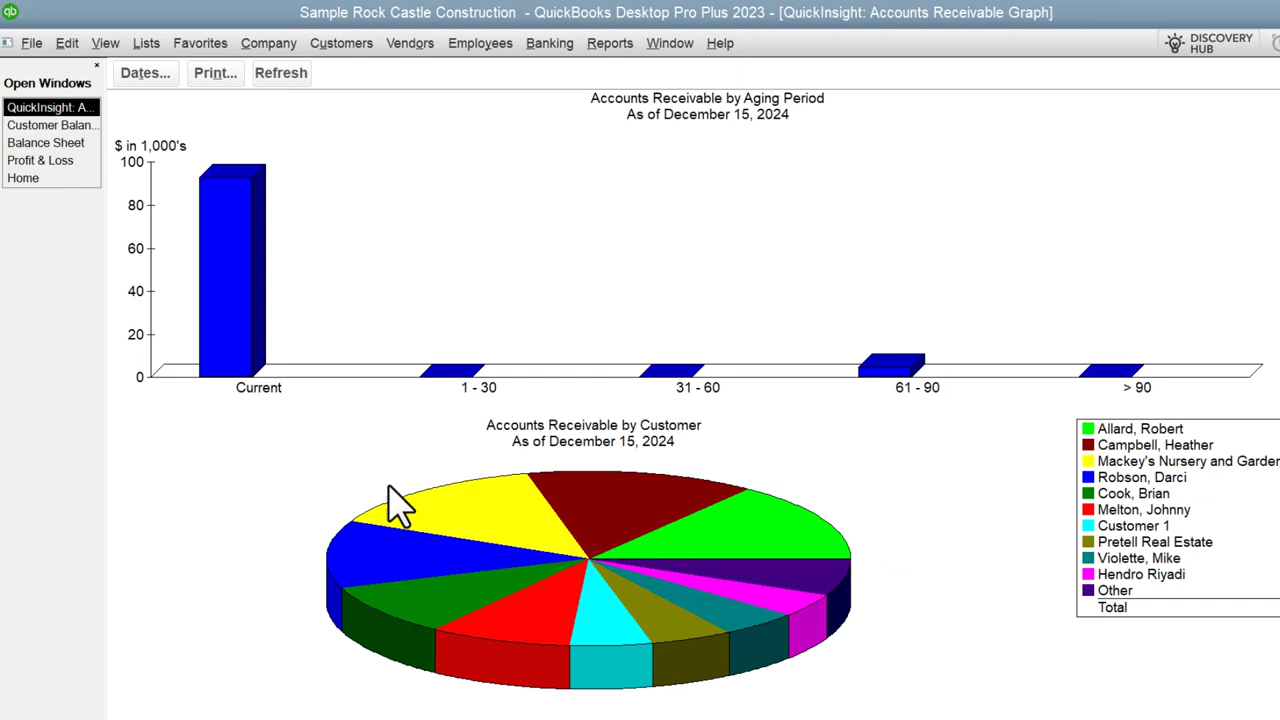 qb
Sample Rock Castle Construction - QuickBooks Desktop Pro Plus 2023 - [QuickInsight: Accounts Receivable Graph]
File Edit View Lists Favorites Company Customers Vendors Employees Banking Reports Window Help
DISCOVERY
HUB
Open Windows
QuickInsight: A...
Customer Balan...
Balance Sheet
Profit & Loss
Home
Dates... Print... Refresh
Accounts Receivable by Aging Period
As of December 15, 2024
$ in 1,000's
100
80
60
40
20
0
Current 1 - 30 31 - 60 61 - 90 > 90
Accounts Receivable by Customer
As of December 15, 2024
Allard, Robert
Campbell, Heather
Mackey's Nursery and Garden
Robson, Darci
Cook, Brian
Melton, Johnny
Customer 1
Pretell Real Estate
Violette, Mike
Hendro Riyadi
Other
Total